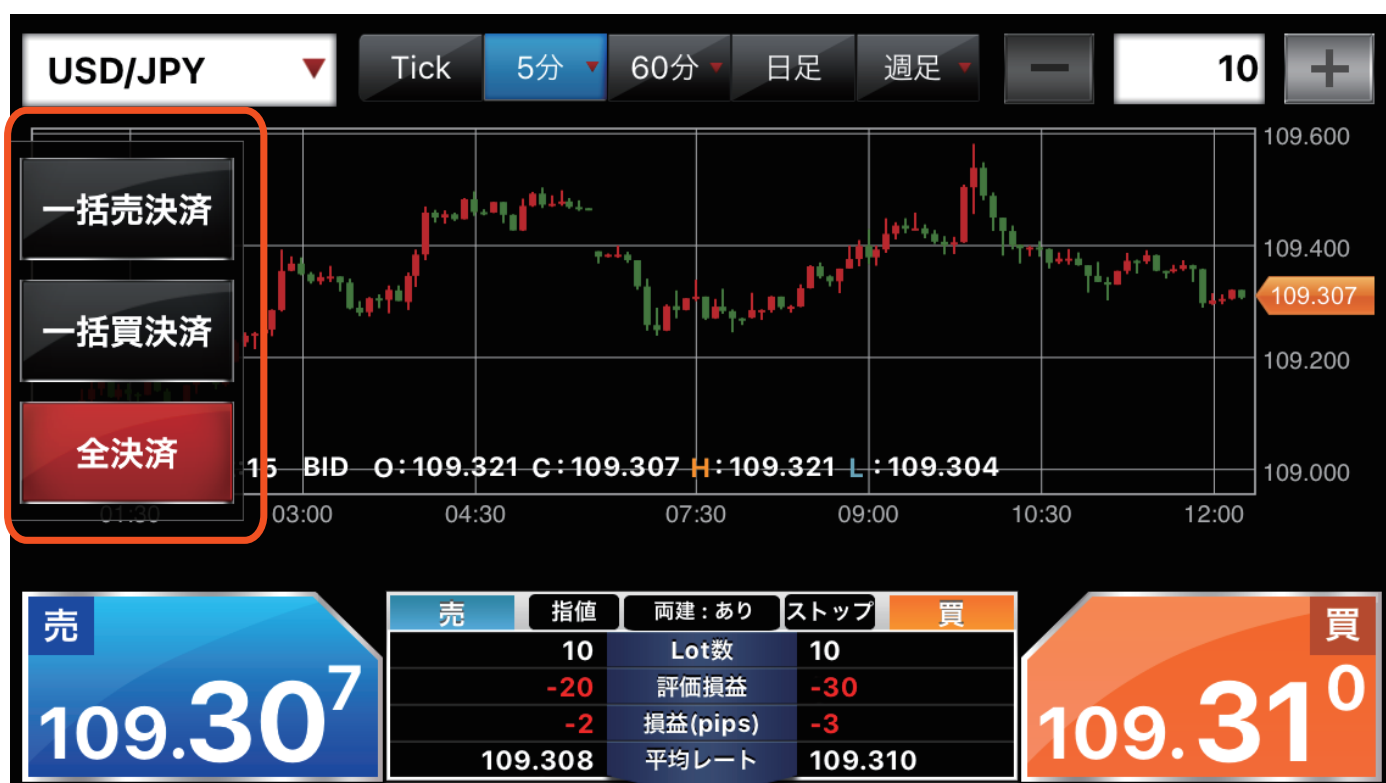 USD/JPY Tick 5分 60分 日足 週足 10
109.600
一括売決済
109.400
109.307
一括買決済
109.200
全決済
:15 BID O:109.321 C:109.307 H:109.321 L:109.304
109.000
01:30 03:00 04:30 07:30 09:00 10:30 12:00
売 109.307
売 指値 両建:あり ストップ 買
10 Lot数 10
-20 評価損益 -30
-2 損益(pips) -3
109.308 平均レート 109.310
買 109.310